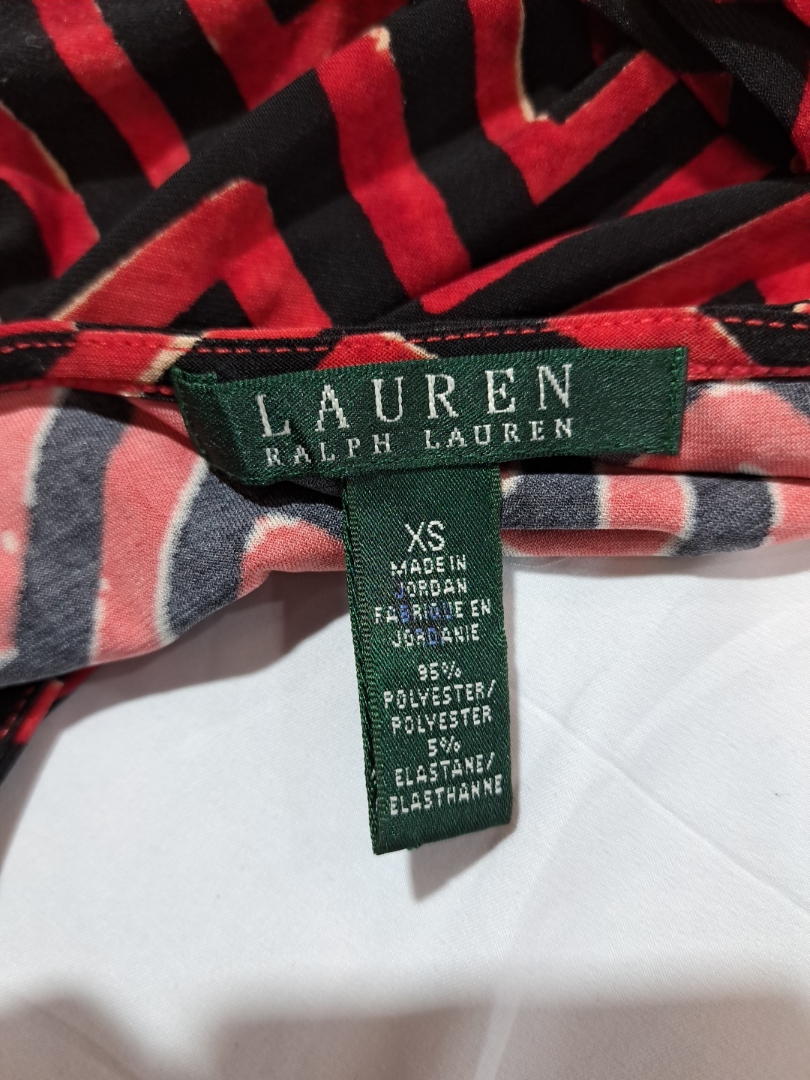 LAUREN
RALPH LAUREN
XS
MADE IN
JORDAN
FABRIQUE EN
JORDANIE
95%
POLYESTER/
POLYESTER
5%
ELASTANE/
ELASTHANNE